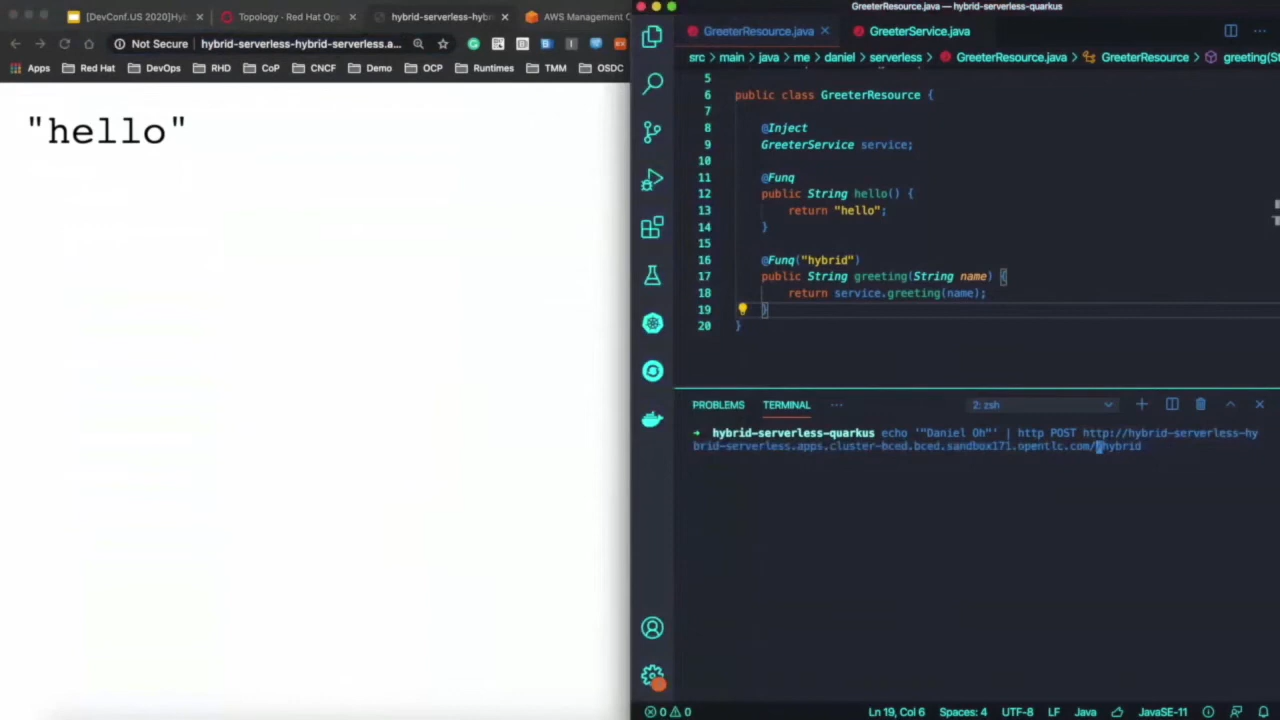 [DevConf.US 2020]Hyb
Topology - Red Hat Ope
hybrid-serverless-hybri
AWS Management C
Not Secure
hybrid-serverless-hybrid-serverless.a...
Apps
Red Hat
DevOps
RHD
CoP
CNCF
Demo
OCP
Runtimes
TMM
OSDC
"hello"
GreeterResource.java — hybrid-serverless-quarkus
GreeterResource.java
GreeterService.java
src > main > java > me > daniel > serverless > GreeterResource.java > GreeterResource > greeting(St
5
6 public class GreeterResource {
7
8 @Inject
9 GreeterService service;
10
11 @Funq
12 public String hello() {
13 return "hello";
14 }
15
16 @Funq("hybrid")
17 public String greeting(String name) {
18 return service.greeting(name);
19 }
20 }
PROBLEMS TERMINAL ··· 2: zsh
→ hybrid-serverless-quarkus echo '"Daniel Oh"' | http POST http://hybrid-serverless-hy
brid-serverless.apps.cluster-bced.bced.sandbox171.opentlc.com//hybrid
0 0 Ln 19, Col 6 Spaces: 4 UTF-8 LF Java JavaSE-11